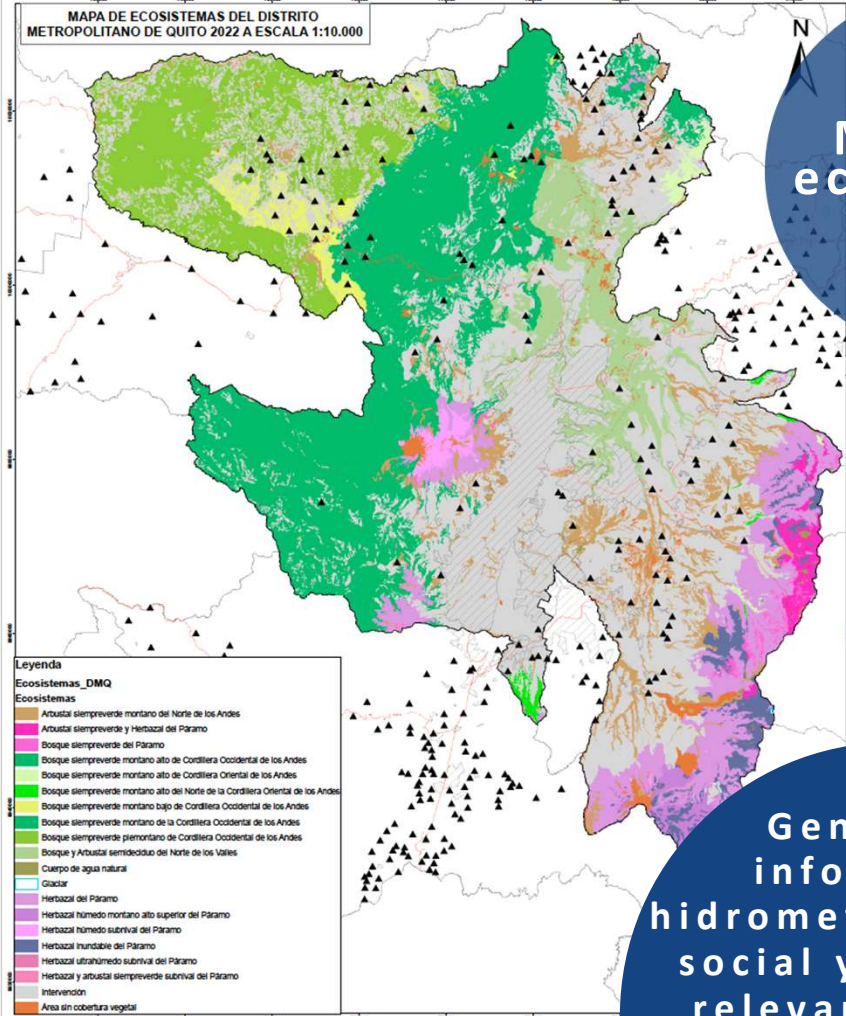 MAPA DE ECOSISTEMAS DEL DISTRITO
METROPOLITANO DE QUITO 2022 A ESCALA 1:10.000
N
Leyenda
Ecosistemas_DMQ
Ecosistemas
Arbustal siempreverde montano del Norte de los Andes
Arbustal siempreverde y Herbazal del Páramo
Bosque siempreverde del Páramo
Bosque siempreverde montano alto de Cordillera Occidental de los Andes
Bosque siempreverde montano alto de Cordillera Oriental de los Andes
Bosque siempreverde montano alto del Norte de la Cordillera Oriental de los Andes
Bosque siempreverde montano bajo de Cordillera Occidental de los Andes
Bosque siempreverde montano de la Cordillera Occidental de los Andes
Bosque siempreverde piemontano de Cordillera Occidental de los Andes
Bosque y Arbustal semideciduo del Norte de los Valles
Cuerpo de agua natural
Glaciar
Herbazal del Páramo
Herbazal húmedo montano alto superior del Páramo
Herbazal húmedo subnival del Páramo
Herbazal inundable del Páramo
Herbazal ultrahúmedo subnival del Páramo
Herbazal y arbustal siempreverde subnival del Páramo
Intervención
Área sin cobertura vegetal
M
ec
Gen
info
hidrome
social y
relevan